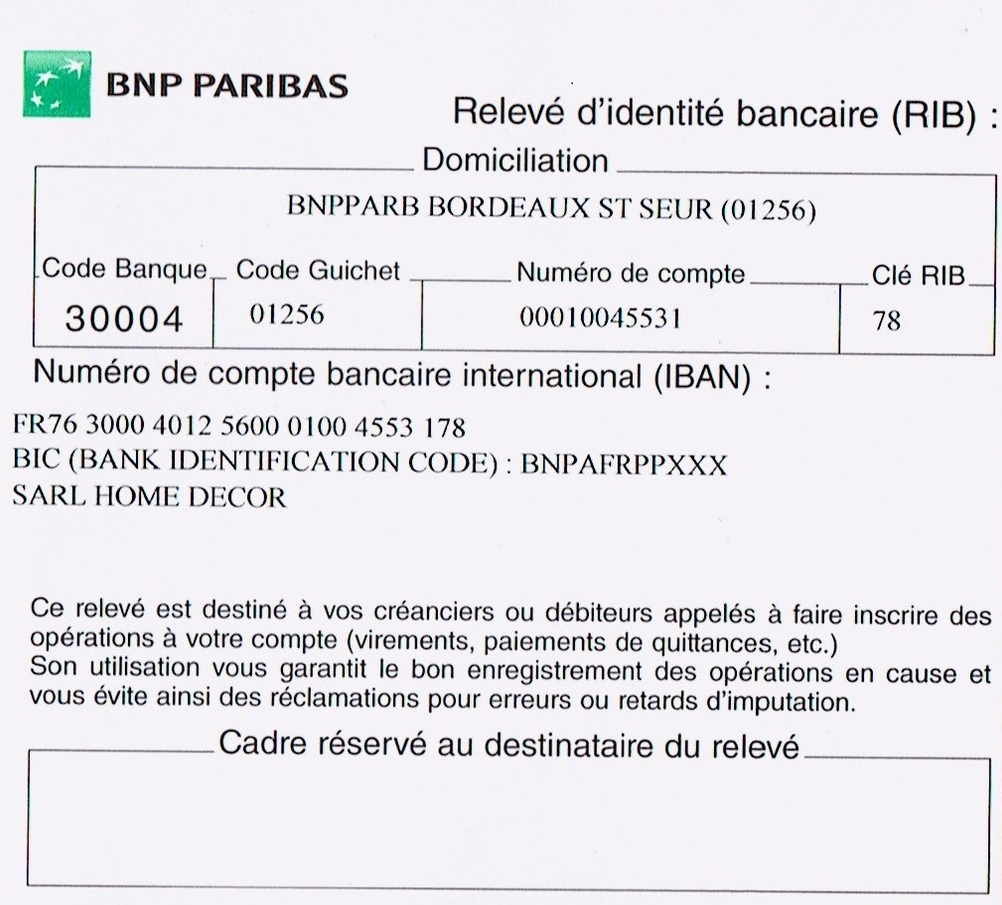 BNP PARIBAS
Relevé d'identité bancaire (RIB) :
Domiciliation
BNPPARB BORDEAUX ST SEUR (01256)
Code Banque Code Guichet Numéro de compte Clé RIB
30004 01256 00010045531 78
Numéro de compte bancaire international (IBAN) :
FR76 3000 4012 5600 0100 4553 178
BIC (BANK IDENTIFICATION CODE) : BNPAFRPPXXX
SARL HOME DECOR
Ce relevé est destiné à vos créanciers ou débiteurs appelés à faire inscrire des
opérations à votre compte (virements, paiements de quittances, etc.)
Son utilisation vous garantit le bon enregistrement des opérations en cause et
vous évite ainsi des réclamations pour erreurs ou retards d'imputation.
Cadre réservé au destinataire du relevé